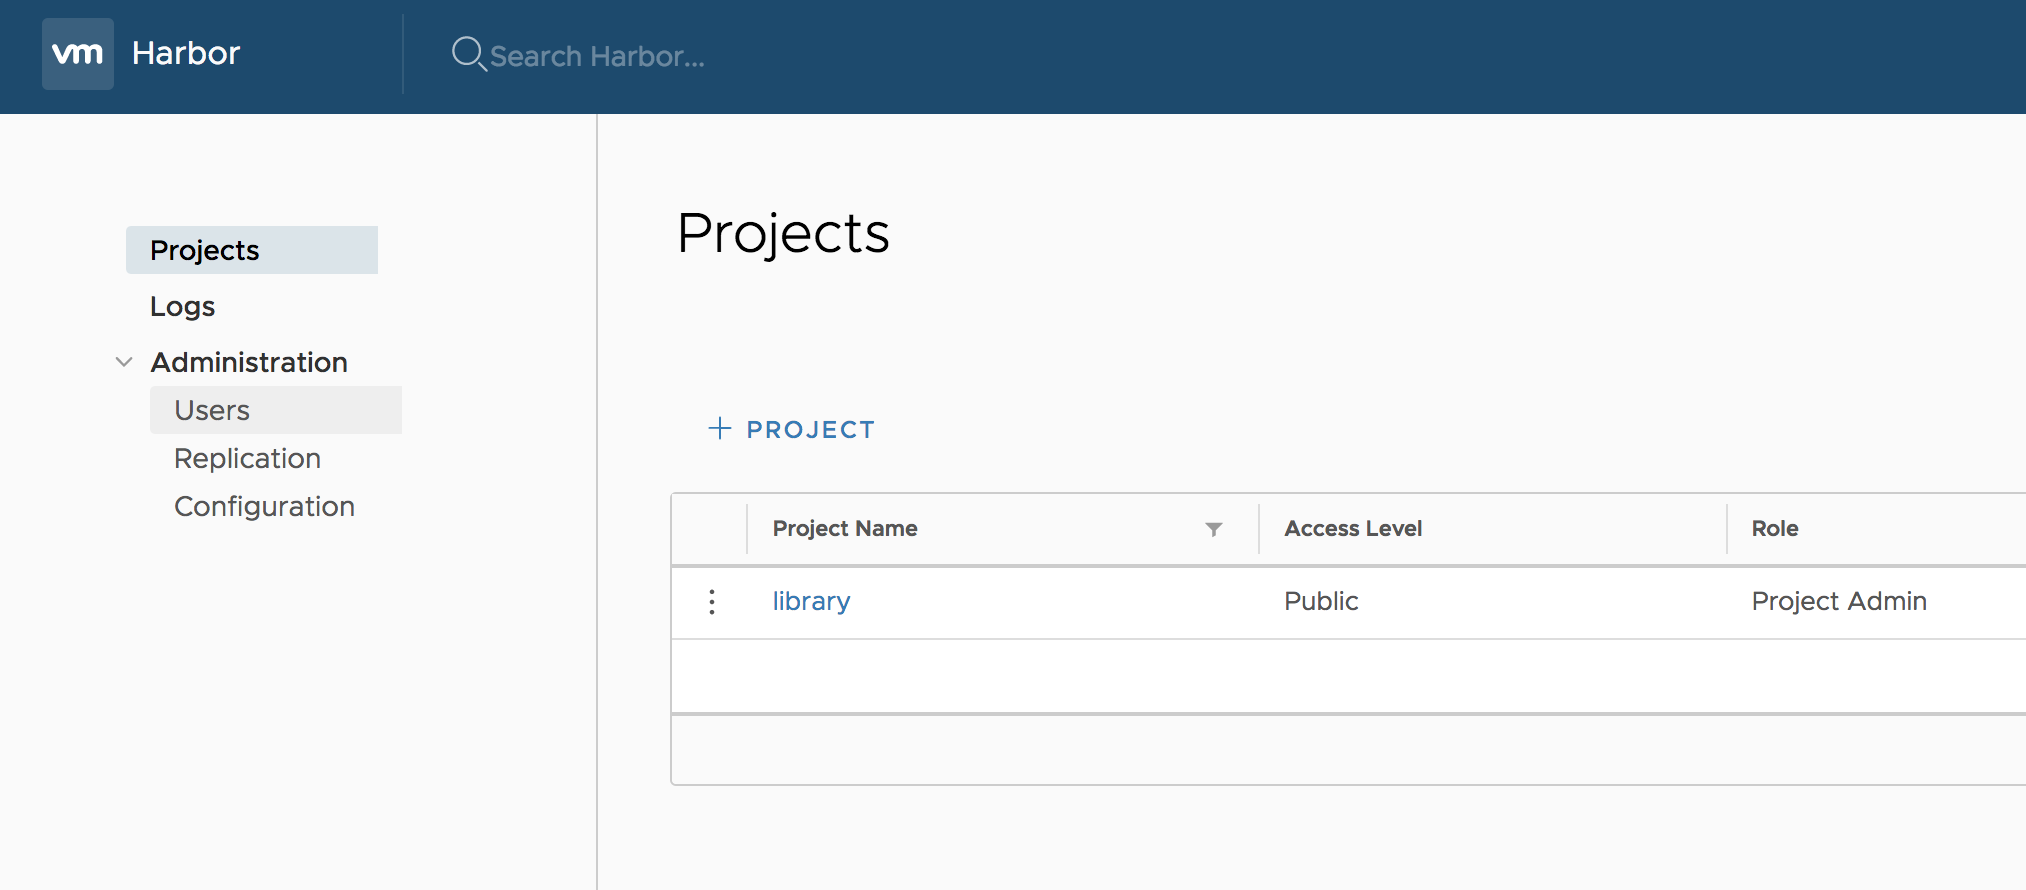 vm Harbor
Search Harbor...
Projects
Logs
Administration
Users
Replication
Configuration
Projects
+ PROJECT
Project Name Access Level Role
library Public Project Admin